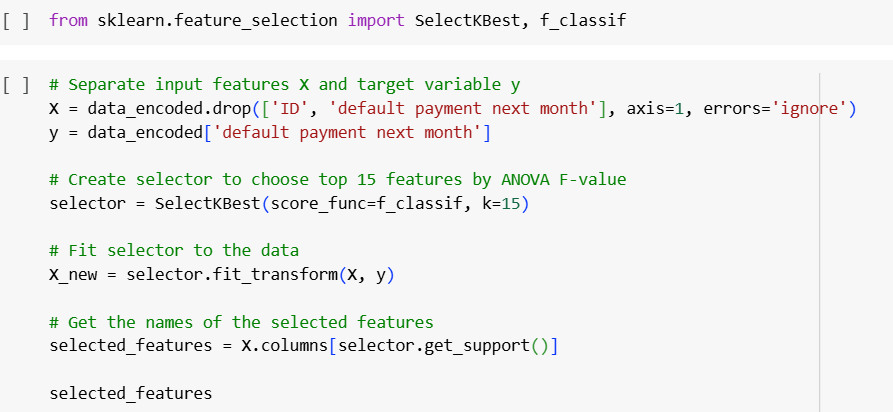 [ ] from sklearn.feature_selection import SelectKBest, f_classif
[ ] # Separate input features X and target variable y
X = data_encoded.drop(['ID', 'default payment next month'], axis=1, errors='ignore')
y = data_encoded['default payment next month']
# Create selector to choose top 15 features by ANOVA F-value
selector = SelectKBest(score_func=f_classif, k=15)
# Fit selector to the data
X_new = selector.fit_transform(X, y)
# Get the names of the selected features
selected_features = X.columns[selector.get_support()]
selected_features